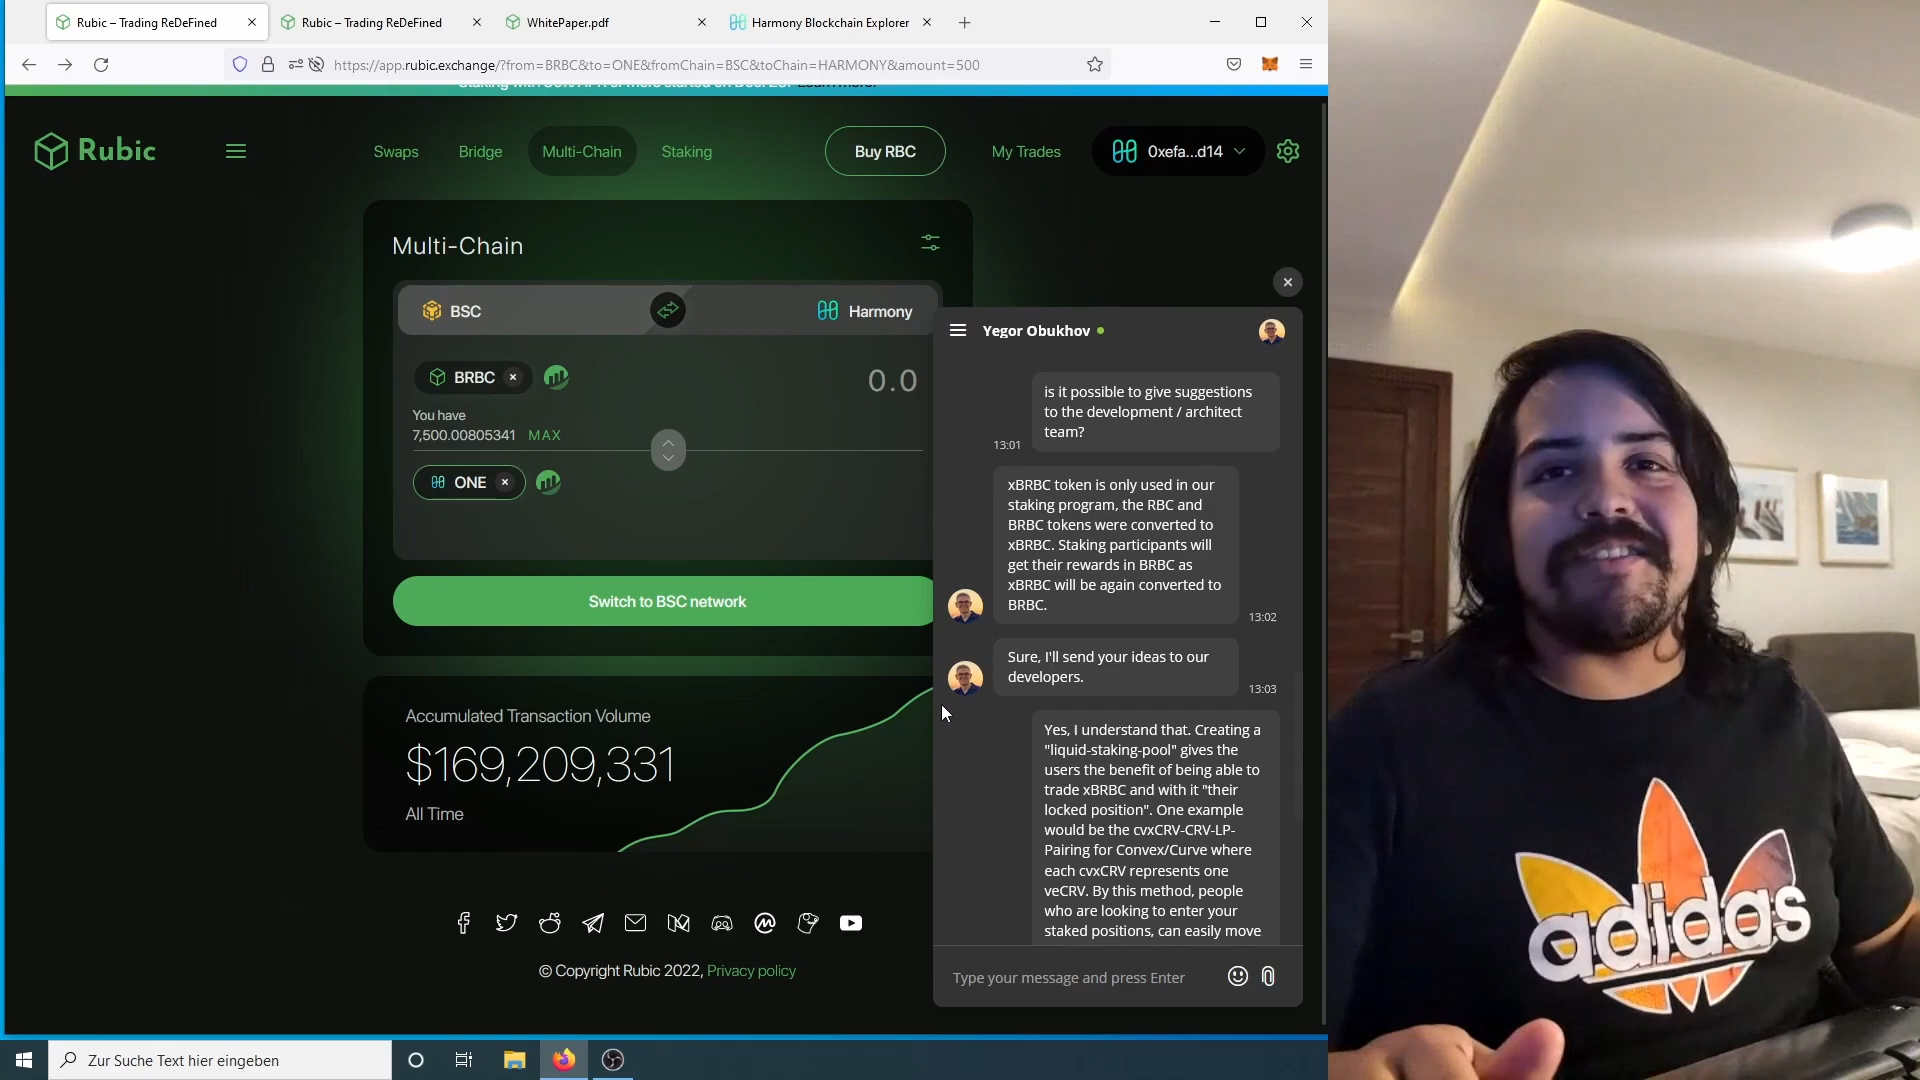 Rubic – Trading ReDeFined
Rubic – Trading ReDeFined
WhitePaper.pdf
Harmony Blockchain Explorer
https://app.rubic.exchange/?from=BRBC&to=ONE&fromChain=BSC&toChain=HARMONY&amount=500
Rubic
Swaps
Bridge
Multi-Chain
Staking
Buy RBC
My Trades
0xefa...d14
Multi-Chain
BSC
Harmony
BRBC
0.0
You have
7,500.00805341 MAX
ONE
Switch to BSC network
Accumulated Transaction Volume
$169,209,331
All Time
© Copyright Rubic 2022, Privacy policy
Yegor Obukhov
is it possible to give suggestions
to the development / architect
team?
13:01
xBRBC token is only used in our
staking program, the RBC and
BRBC tokens were converted to
xBRBC. Staking participants will
get their rewards in BRBC as
xBRBC will be again converted to
BRBC.
13:02
Sure, I'll send your ideas to our
developers.
13:03
Yes, I understand that. Creating a
"liquid-staking-pool" gives the
users the benefit of being able to
trade xBRBC and with it "their
locked position". One example
would be the cvxCRV-CRV-LP-
Pairing for Convex/Curve where
each cvxCRV represents one
veCRV. By this method, people
who are looking to enter your
staked positions, can easily move
Type your message and press Enter
Zur Suche Text hier eingeben
adidas